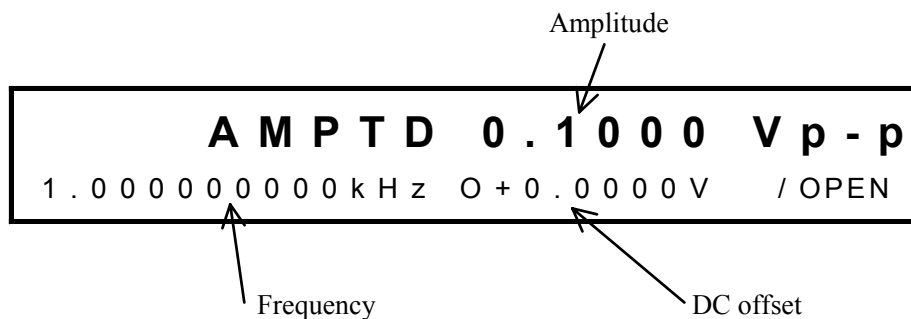 Amplitude
AMPTD 0.1000 Vp-p
1.000000000kHz O+0.0000V /OPEN
Frequency DC offset